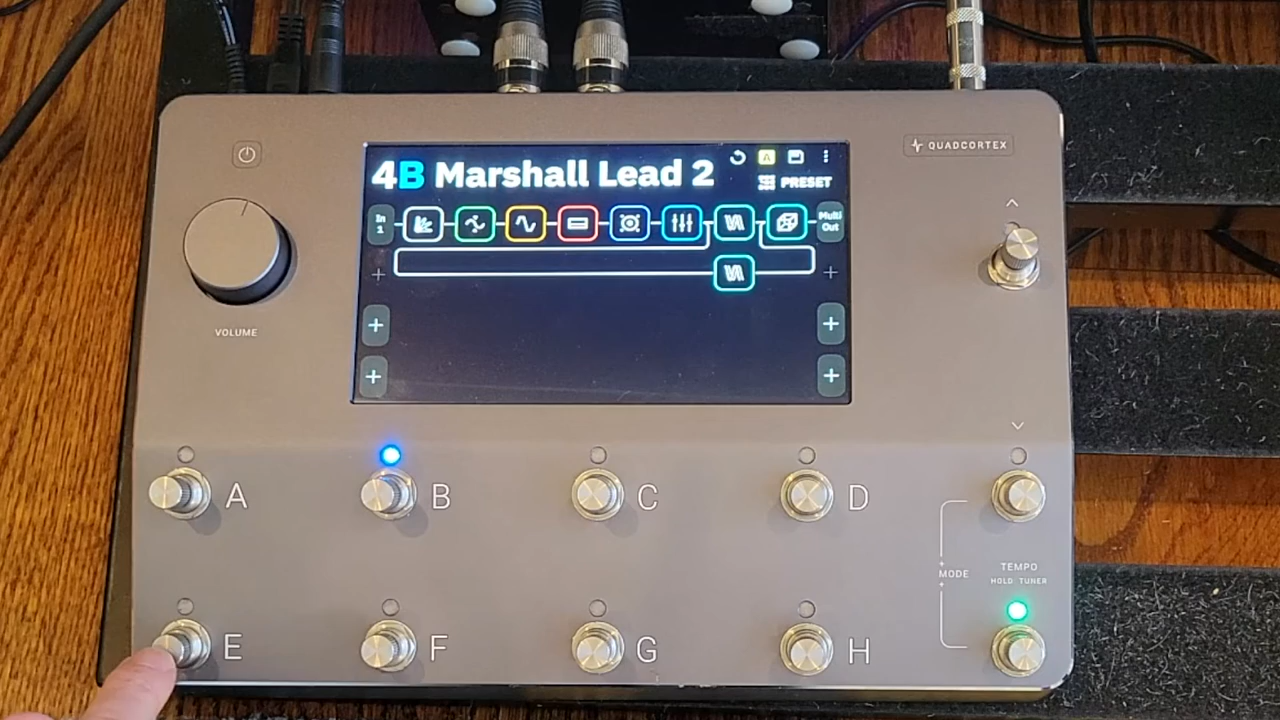 QUADCORTEX
4B Marshall Lead 2
A
PRESET
In
1
Multi
Out
VOLUME
A
B
C
D
MODE
TEMPO
HOLD TUNER
E
F
G
H